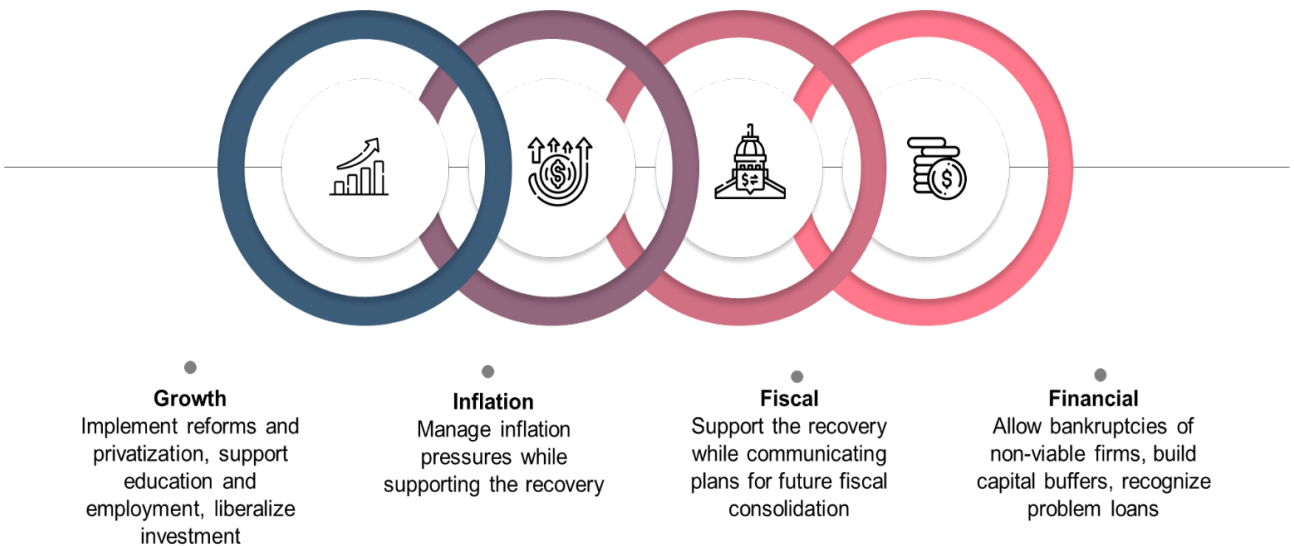 Growth
Implement reforms and
privatization, support
education and
employment, liberalize
investment
Inflation
Manage inflation
pressures while
supporting the recovery
Fiscal
Support the recovery
while communicating
plans for future fiscal
consolidation
Financial
Allow bankruptcies of
non-viable firms, build
capital buffers, recognize
problem loans